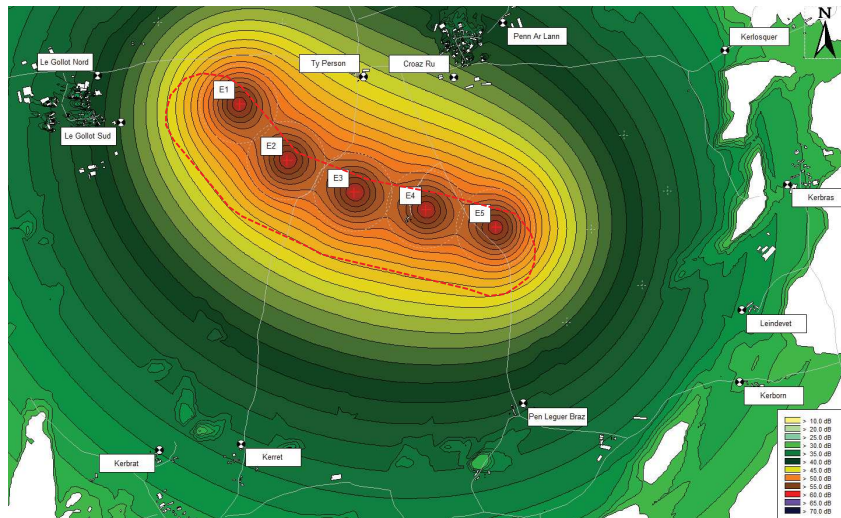 N
Penn Ar Lann
Kerlosquer
Le Gollot Nord
Ty Person
Croaz Ru
E1
Le Gollot Sud
E2
E3
Kerbras
E4
E5
Leindevet
Kerborn
Pen Leguer Braz
Kerbrat
Kerret
> 10.0 dB
> 20.0 dB
> 25.0 dB
> 30.0 dB
> 35.0 dB
> 40.0 dB
> 45.0 dB
> 50.0 dB
> 55.0 dB
> 60.0 dB
> 65.0 dB
> 70.0 dB